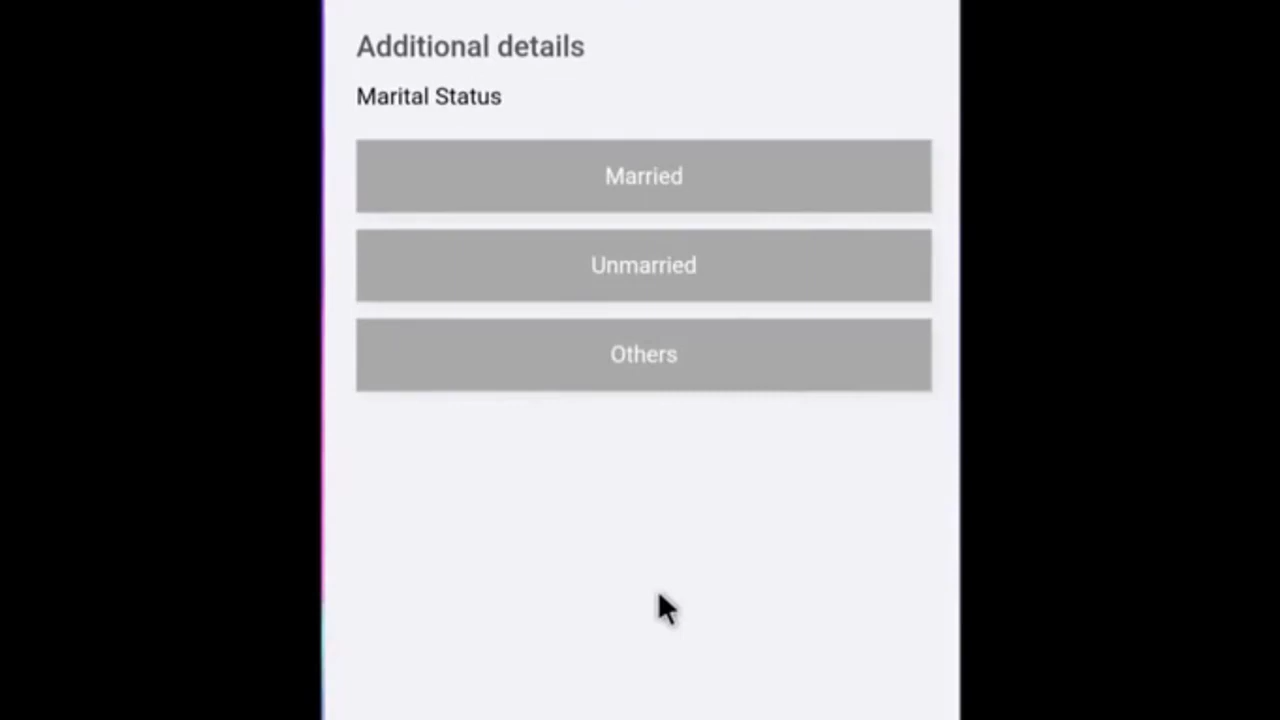 Additional details
Marital Status
Married
Unmarried
Others